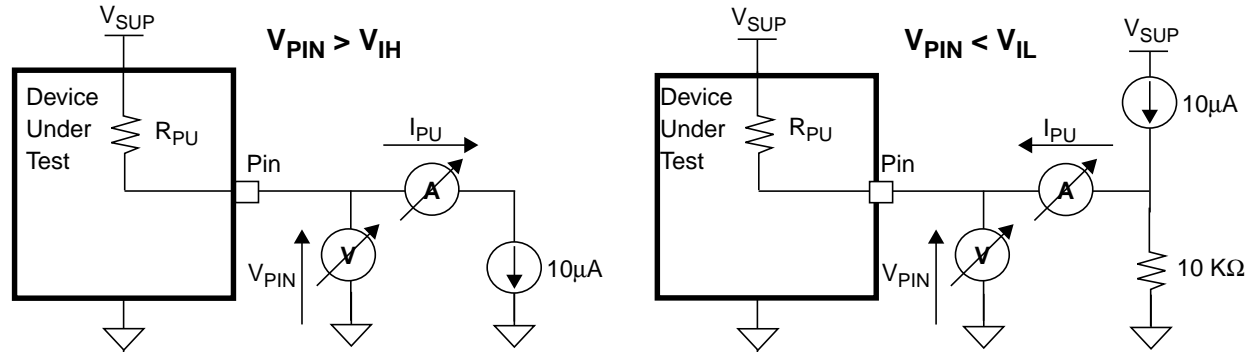 V_SUP
V_PIN > V_IH
Device
Under
Test
R_PU
I_PU
Pin
A
V
V_PIN
10μA
V_SUP
V_PIN < V_IL
V_SUP
Device
Under
Test
R_PU
10μA
I_PU
Pin
A
V
V_PIN
10 KΩ